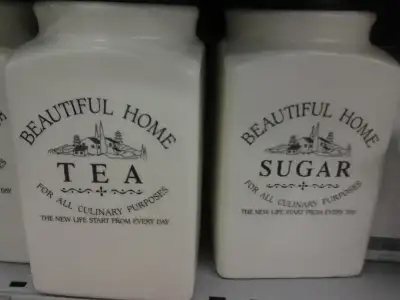 BEAUTIFUL HOME
TEA
FOR ALL CULINARY PURPOSES
THE NEW LIFE START FROM EVERY DAY
BEAUTIFUL HOME
SUGAR
FOR ALL CULINARY PURPOSES
THE NEW LIFE START FROM EVERY DAY